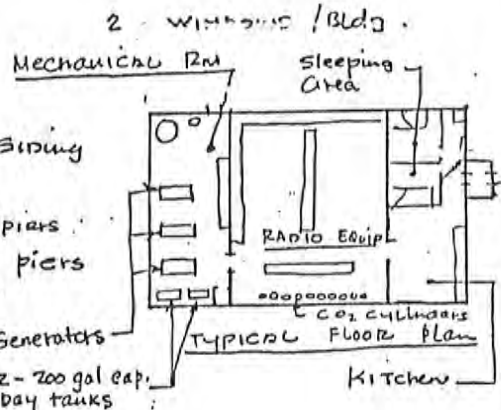 2 /Bldg.
Mechanical RM
Sleeping
Area
Siding
piers
piers
RADIO Equip
Generators
CO2 Cylinders
TYPICAL FLOOR Plan
2-200 gal cap.
Day tanks
Kitchen